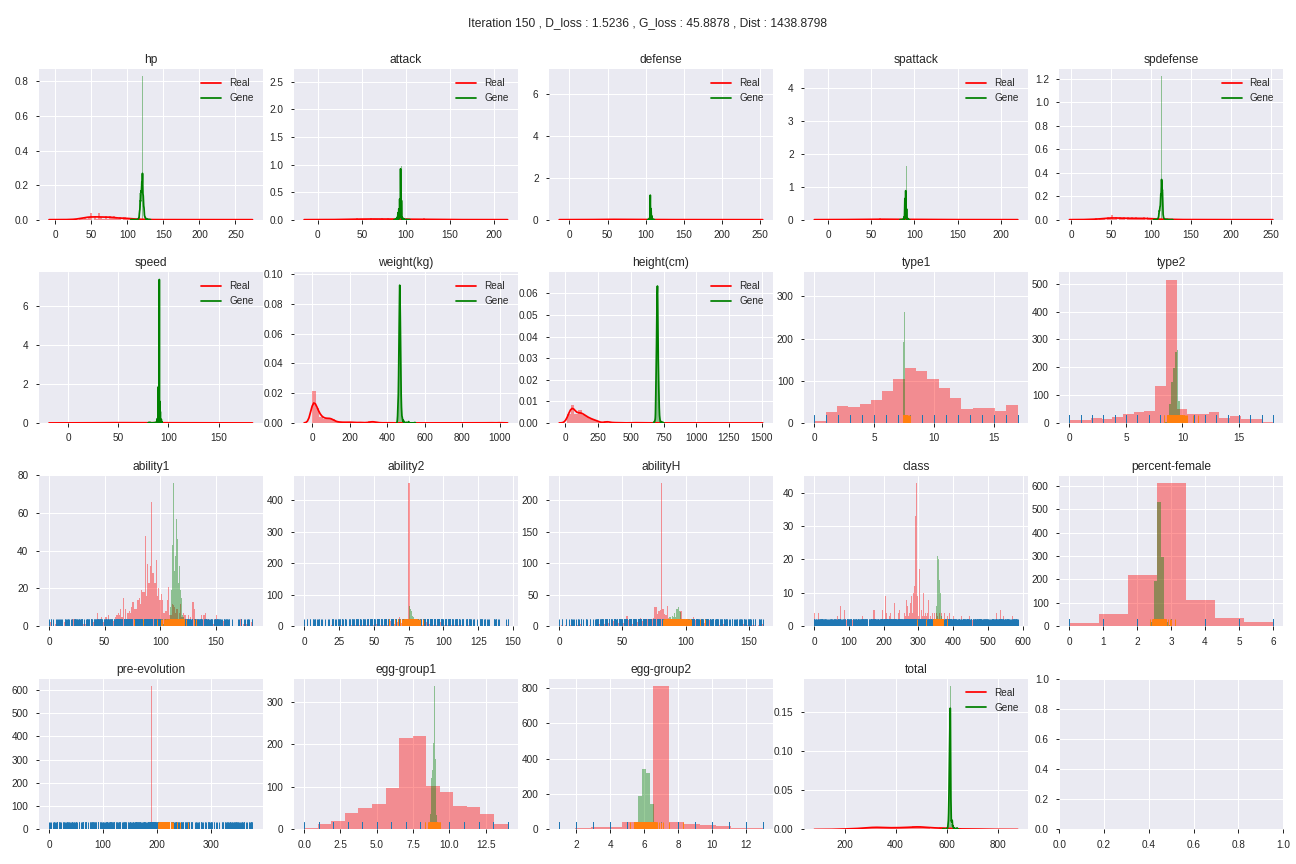 Iteration 150 , D_loss : 1.5236 , G_loss : 45.8878 , Dist : 1438.8798
hp
attack
defense
spattack
spdefense
0.8
0.6
0.4
0.2
0.0
0 50 100 150 200 250
Real
Gene
2.5
2.0
1.5
1.0
0.5
0.0
0 50 100 150 200
Real
Gene
6
4
2
0
0 50 100 150 200 250
Real
Gene
4
3
2
1
0
0 50 100 150 200
Real
Gene
1.2
1.0
0.8
0.6
0.4
0.2
0.0
0 50 100 150 200 250
Real
Gene
speed
weight(kg)
height(cm)
type1
type2
6
4
2
0
0 50 100 150
Real
Gene
0.10
0.08
0.06
0.04
0.02
0.00
0 200 400 600 800 1000
Real
Gene
0.06
0.05
0.04
0.03
0.02
0.01
0.00
0 250 500 750 1000 1250 1500
Real
Gene
300
200
100
0
0 5 10 15
500
400
300
200
100
0
0 5 10 15
ability1
ability2
abilityH
class
percent-female
80
60
40
20
0
0 50 100 150
400
300
200
100
0
0 25 50 75 100 125 150
200
150
100
50
0
0 50 100 150
40
30
20
10
0
0 100 200 300 400 500 600
600
500
400
300
200
100
0
0 1 2 3 4 5 6
pre-evolution
egg-group1
egg-group2
total
600
500
400
300
200
100
0
0 100 200 300
300
200
100
0
0.0 2.5 5.0 7.5 10.0 12.5
800
600
400
200
0
2 4 6 8 10 12
0.15
0.10
0.05
0.00
200 400 600 800
Real
Gene
1.0
0.8
0.6
0.4
0.2
0.0
0.0 0.2 0.4 0.6 0.8 1.0